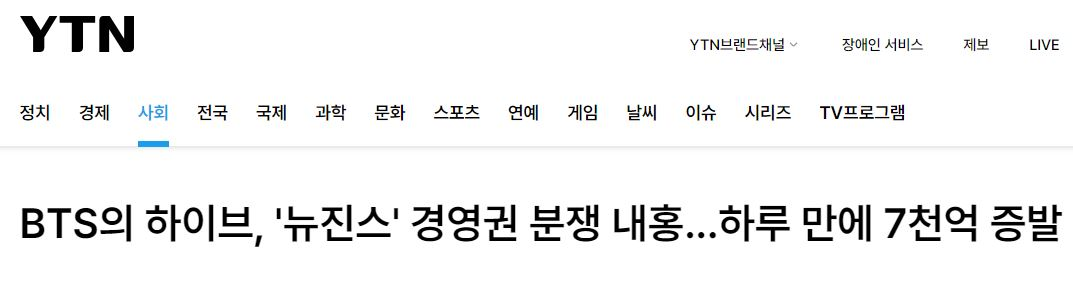 YTN
YTN브랜드채널 장애인 서비스 제보 LIVE
정치 경제 사회 전국 국제 과학 문화 스포츠 연예 게임 날씨 이슈 시리즈 TV프로그램
BTS의 하이브, '뉴진스' 경영권 분쟁 내홍...하루 만에 7천억 증발